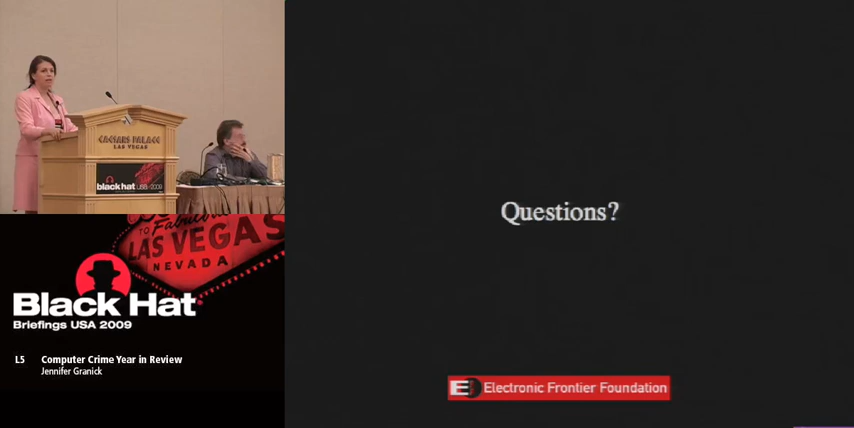 CAESARS PALACE
LAS VEGAS
black hat USA 2009
TO Fabulous
LAS VEGAS
NEVADA
Black Hat
Briefings USA 2009
L5 Computer Crime Year in Review
Jennifer Granick
Questions?
Electronic Frontier Foundation